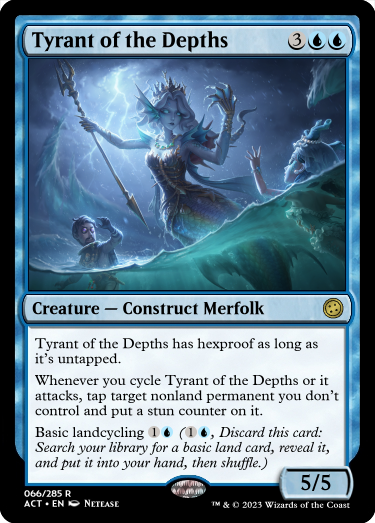 Tyrant of the Depths 3UU
Creature — Construct Merfolk
Tyrant of the Depths has hexproof as long as
it's untapped.
Whenever you cycle Tyrant of the Depths or it
attacks, tap target nonland permanent you don't
control and put a stun counter on it.
Basic landcycling 1U (1U, Discard this card:
Search your library for a basic land card, reveal it,
and put it into your hand, then shuffle.)
5/5
066/285 R
ACT • EN NETEASE
™ & © 2023 Wizards of the Coast